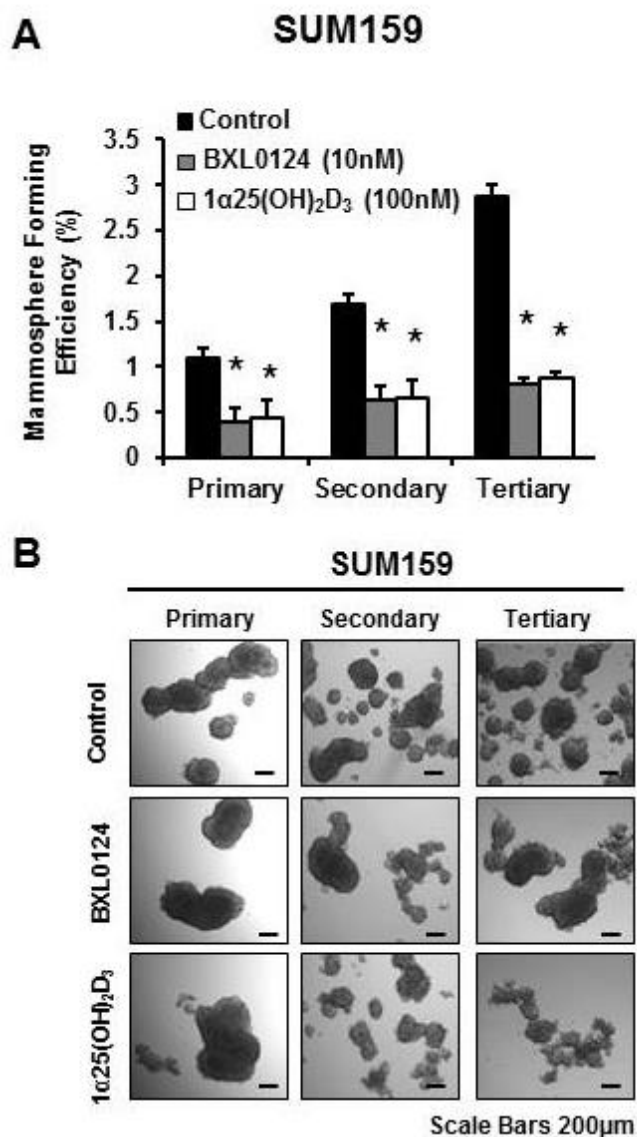 A
SUM159
Control
BXL0124 (10nM)
1α25(OH)₂D₃ (100nM)
Mammosphere Forming
Efficiency (%)
3.5
3
2.5
2
1.5
1
0.5
0
* * * * * *
Primary Secondary Tertiary
B
SUM159
Primary Secondary Tertiary
Control
BXL0124
1α25(OH)₂D₃
Scale Bars 200µm